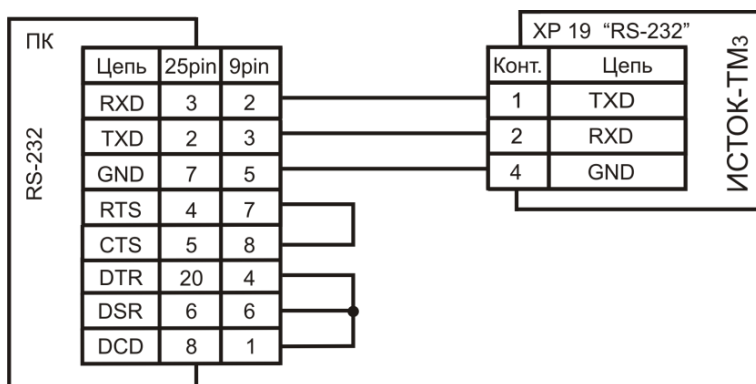 ПК
RS-232
Цепь 25pin 9pin
RXD 3 2
TXD 2 3
GND 7 5
RTS 4 7
CTS 5 8
DTR 20 4
DSR 6 6
DCD 8 1
XP 19 “RS-232”
Конт. Цепь
1 TXD
2 RXD
4 GND
ИСТОК-ТМ3